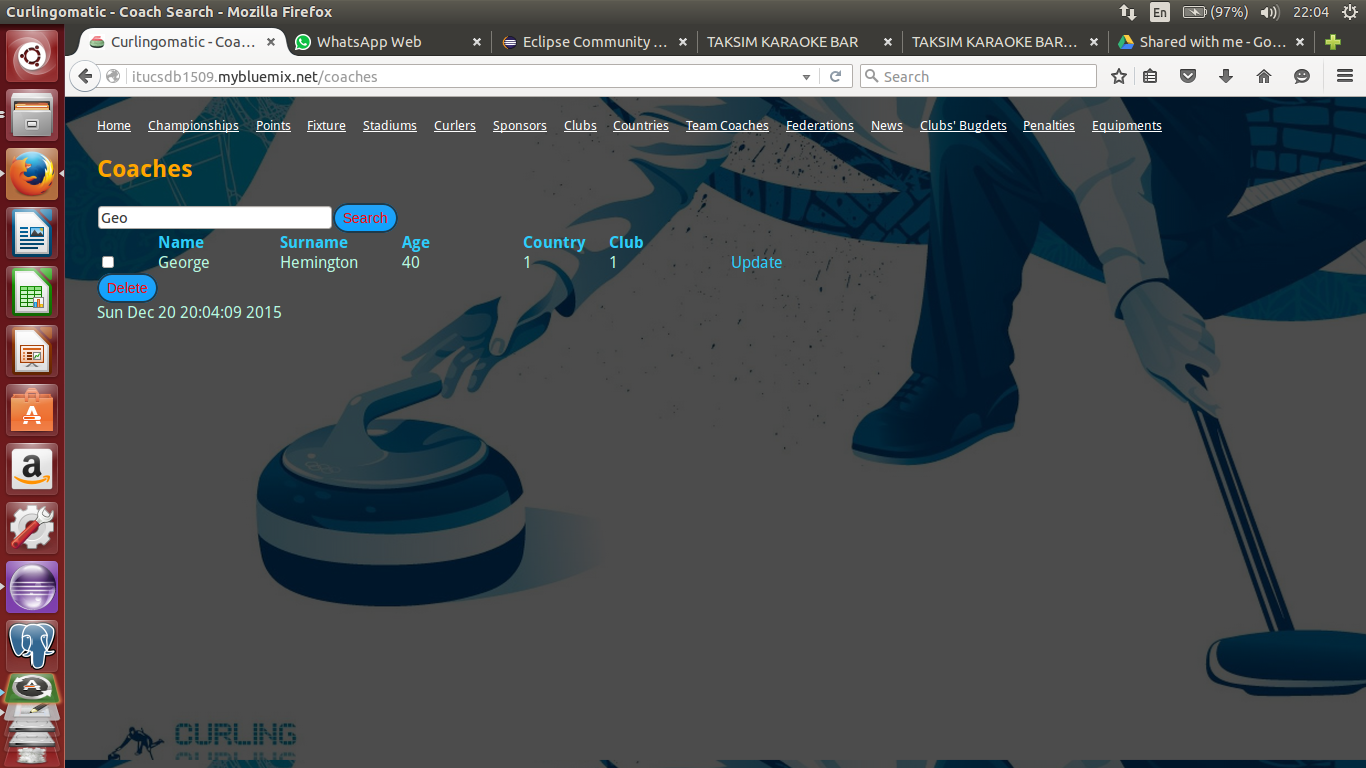 Curlingomatic - Coach Search - Mozilla Firefox En (97%) 22:04
Curlingomatic - Coa... WhatsApp Web Eclipse Community ... TAKSIM KARAOKE BAR TAKSIM KARAOKE BAR... Shared with me - Go...
itucsdb1509.mybluemix.net/coaches Search
Home Championships Points Fixture Stadiums Curlers Sponsors Clubs Countries Team Coaches Federations News Clubs' Bugdets Penalties Equipments
Coaches
Geo Search
Name Surname Age Country Club
George Hemington 40 1 1 Update
Delete
Sun Dec 20 20:04:09 2015
CURLING